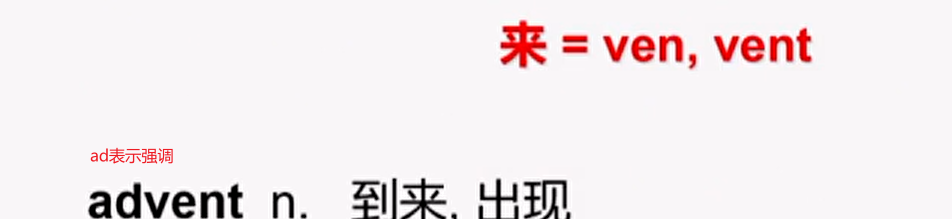 来 = ven, vent
ad表示强调
advent n. 到来, 出现